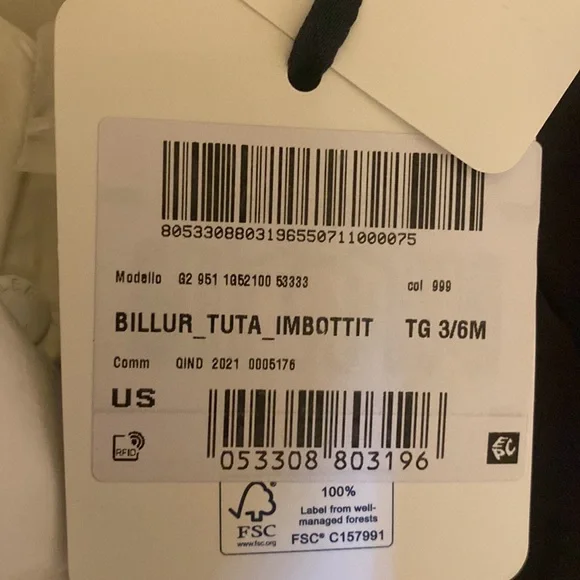 8053308803196550711000075
Modello G2 951 1G52100 53333 col 999
BILLUR_TUTA_IMBOTTIT TG 3/6M
Comm QIND 2021 0005176
US
RFID
053308 803196
EPC
FSC
www.fsc.org
100%
Label from well-
managed forests
FSC® C157991